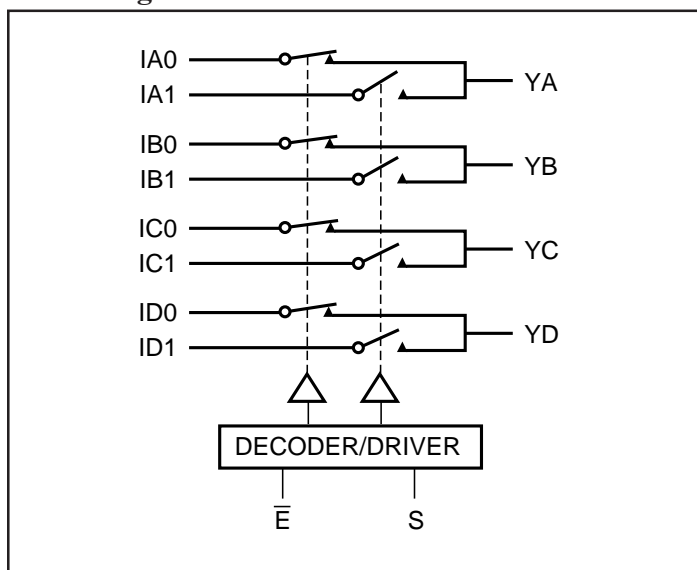 IA0
IA1
YA
IB0
IB1
YB
IC0
IC1
YC
ID0
ID1
YD
DECODER/DRIVER
E̅
S